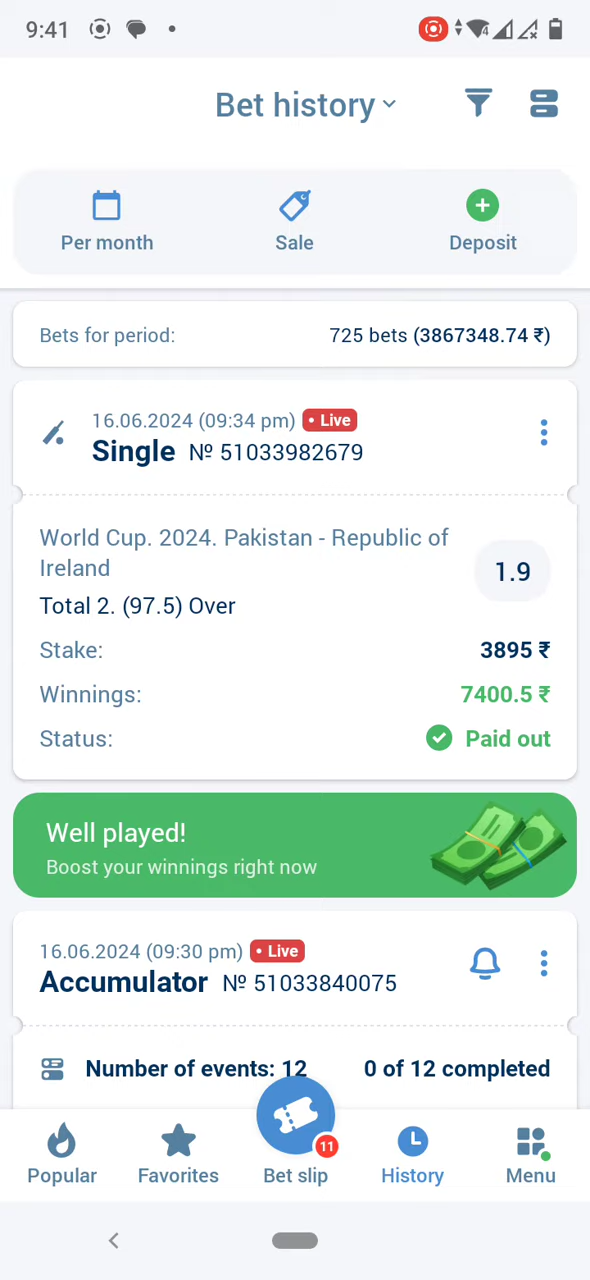 9:41
4
Bet history
Per month
Sale
Deposit
Bets for period:
725 bets (3867348.74 ₹)
16.06.2024 (09:34 pm) • Live
Single № 51033982679
World Cup. 2024. Pakistan - Republic of
Ireland
1.9
Total 2. (97.5) Over
Stake:
3895 ₹
Winnings:
7400.5 ₹
Status:
Paid out
Well played!
Boost your winnings right now
16.06.2024 (09:30 pm) • Live
Accumulator № 51033840075
Number of events: 12
0 of 12 completed
11
Popular
Favorites
Bet slip
History
Menu